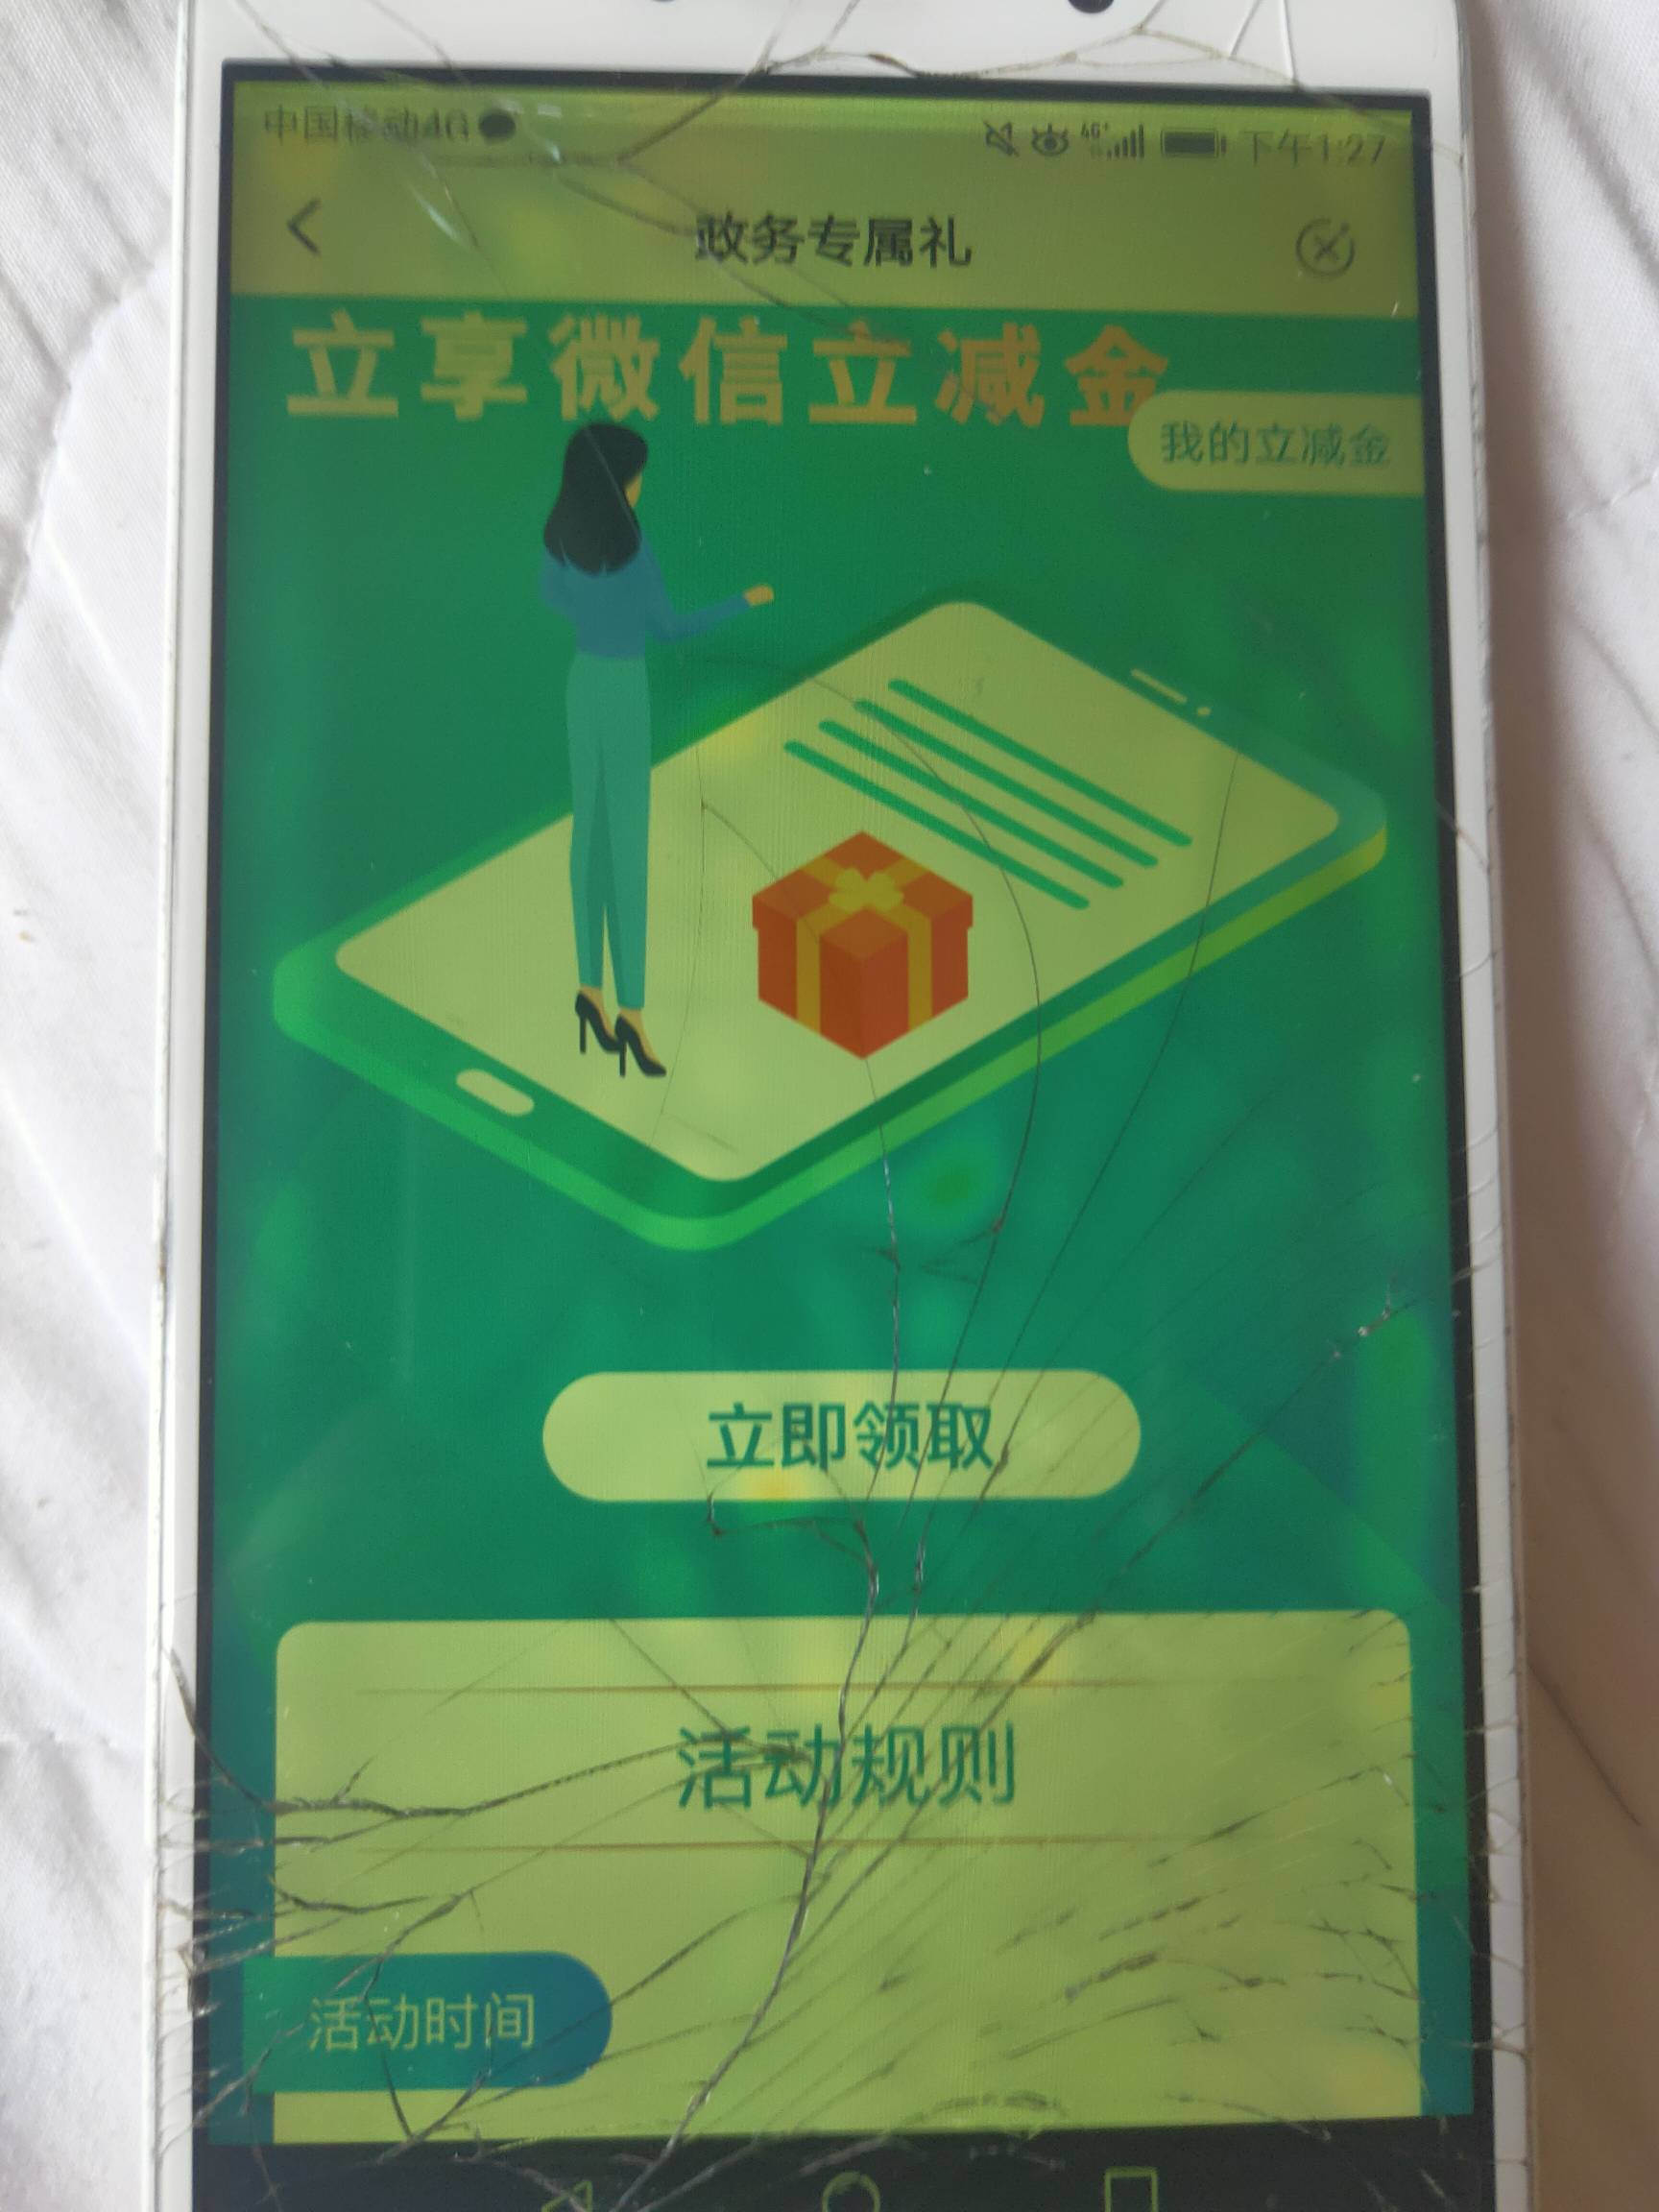 中国移动4G
4G+
下午1:27
政务专属礼
立享微信立减金
我的立减金
立即领取
活动规则
活动时间